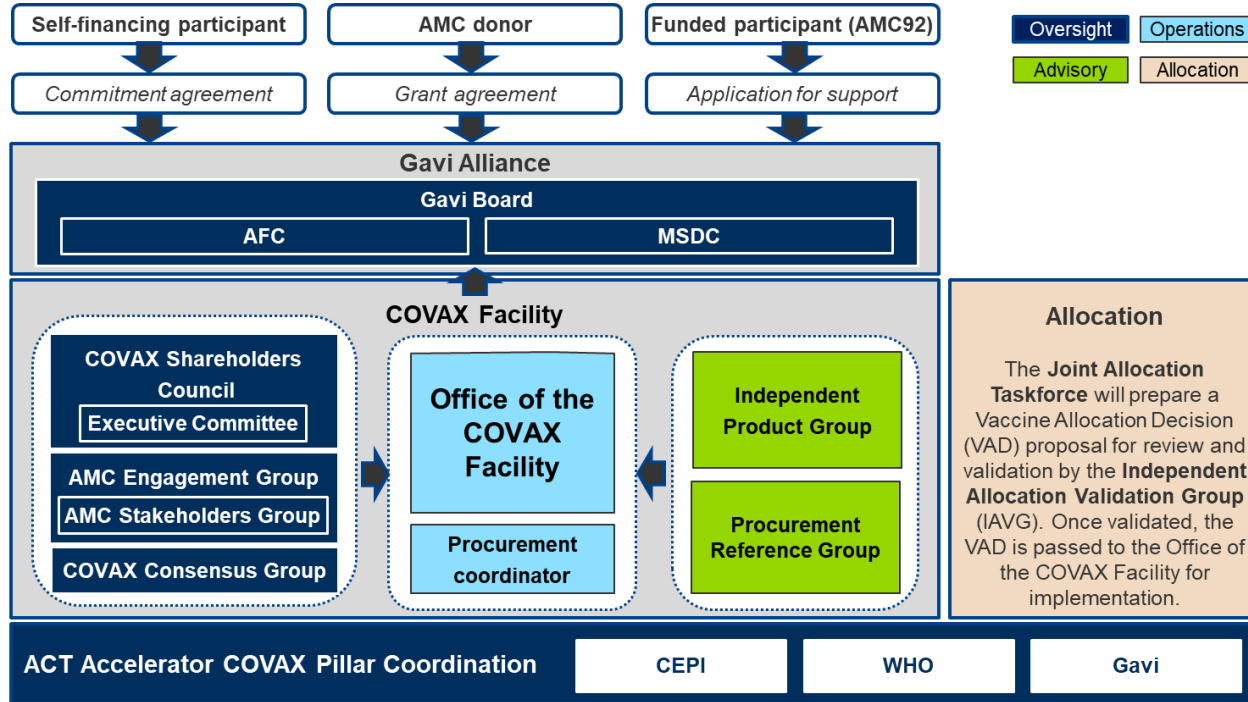 Self-financing participant
AMC donor
Funded participant (AMC92)
Oversight
Operations
Advisory
Allocation
Commitment agreement
Grant agreement
Application for support
Gavi Alliance
Gavi Board
AFC
MSDC
COVAX Facility
COVAX Shareholders
Council
Executive Committee
AMC Engagement Group
AMC Stakeholders Group
COVAX Consensus Group
Office of the
COVAX
Facility
Procurement
coordinator
Independent
Product Group
Procurement
Reference Group
Allocation
The Joint Allocation
Taskforce will prepare a
Vaccine Allocation Decision
(VAD) proposal for review and
validation by the Independent
Allocation Validation Group
(IAVG). Once validated, the
VAD is passed to the Office of
the COVAX Facility for
implementation.
ACT Accelerator COVAX Pillar Coordination
CEPI
WHO
Gavi